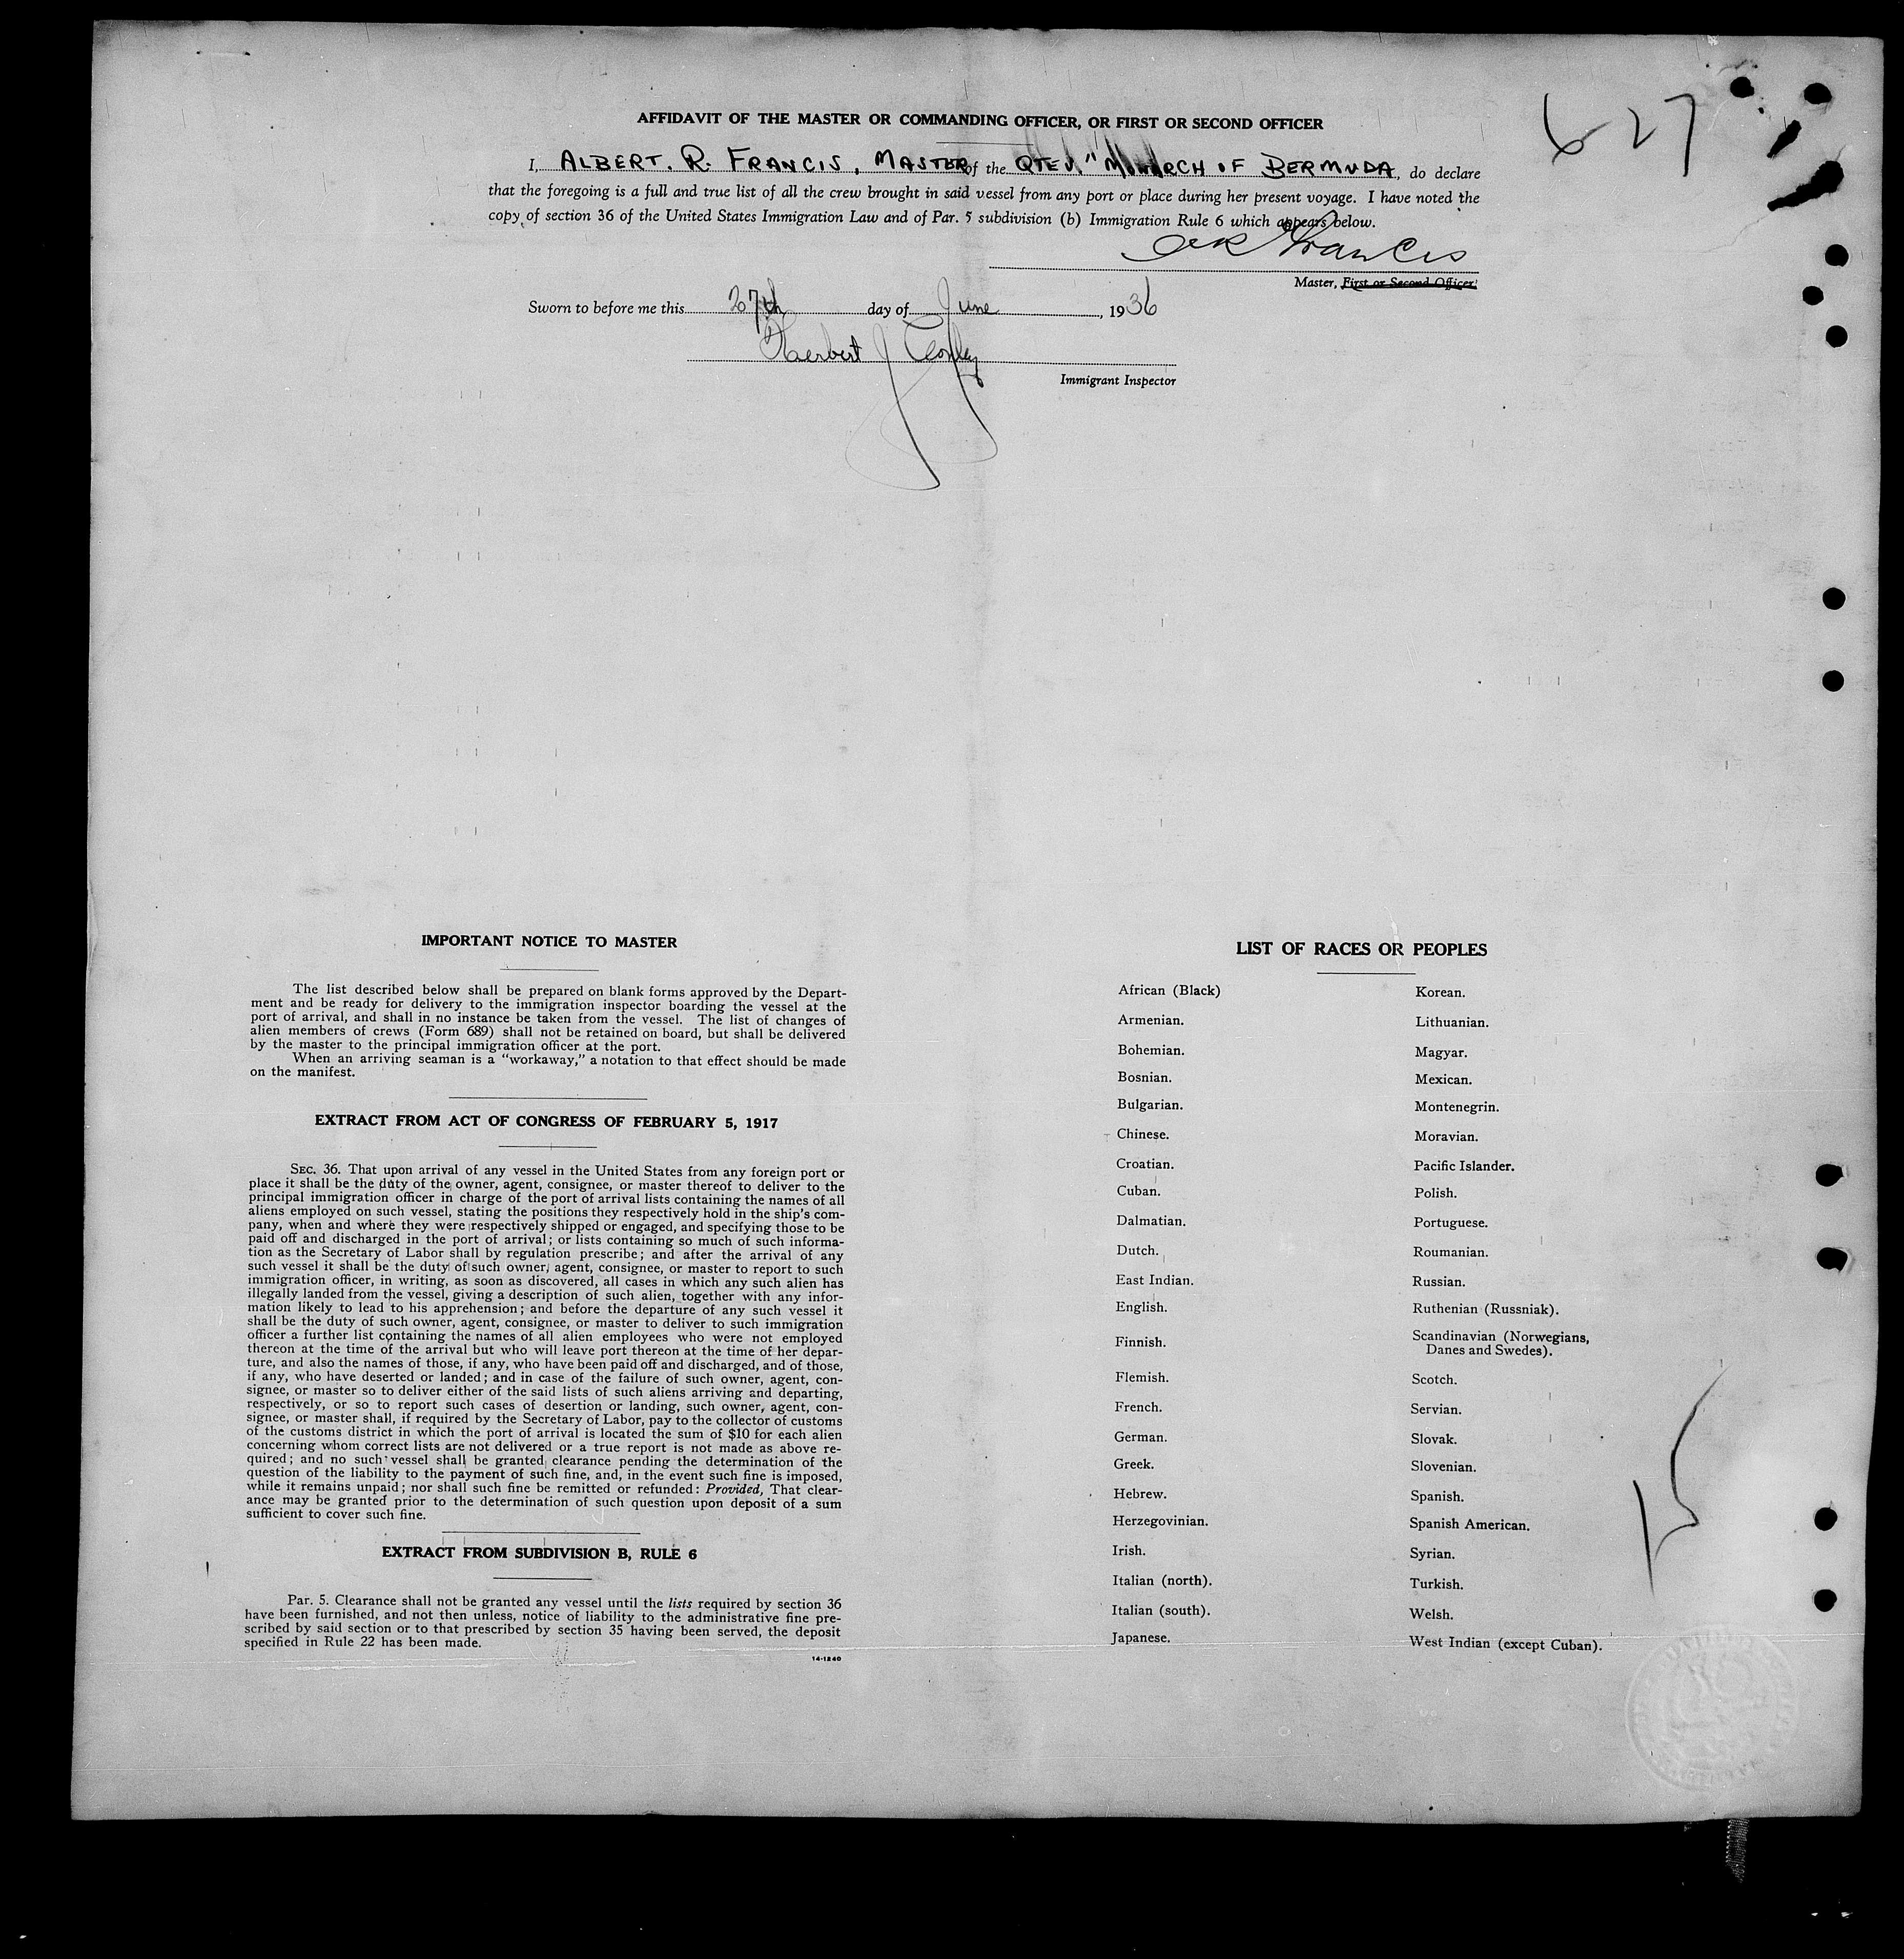 6 27
AFFIDAVIT OF THE MASTER OR COMMANDING OFFICER, OR FIRST OR SECOND OFFICER
I, ALBERT. R. FRANCIS, MASTER of the QTEV. "MONARCH OF BERMUDA, do declare
that the foregoing is a full and true list of all the crew brought in said vessel from any port or place during her present voyage. I have noted the
copy of section 36 of the United States Immigration Law and of Par. 5 subdivision (b) Immigration Rule 6 which appears below.
AR Francis
Master, First or Second Officer.
Sworn to before me this 27th day of June, 1936
Herbert J
Immigrant Inspector
IMPORTANT NOTICE TO MASTER
The list described below shall be prepared on blank forms approved by the Depart-
ment and be ready for delivery to the immigration inspector boarding the vessel at the
port of arrival, and shall in no instance be taken from the vessel. The list of changes of
alien members of crews (Form 689) shall not be retained on board, but shall be delivered
by the master to the principal immigration officer at the port.
When an arriving seaman is a "workaway," a notation to that effect should be made
on the manifest.
EXTRACT FROM ACT OF CONGRESS OF FEBRUARY 5, 1917
SEC. 36. That upon arrival of any vessel in the United States from any foreign port or
place it shall be the duty of the owner, agent, consignee, or master thereof to deliver to the
principal immigration officer in charge of the port of arrival lists containing the names of all
aliens employed on such vessel, stating the positions they respectively hold in the ship's com-
pany, when and where they were respectively shipped or engaged, and specifying those to be
paid off and discharged in the port of arrival; or lists containing so much of such informa-
tion as the Secretary of Labor shall by regulation prescribe; and after the arrival of any
such vessel it shall be the duty of such owner, agent, consignee, or master to report to such
immigration officer, in writing, as soon as discovered, all cases in which any such alien has
illegally landed from the vessel, giving a description of such alien, together with any infor-
mation likely to lead to his apprehension; and before the departure of any such vessel it
shall be the duty of such owner, agent, consignee, or master to deliver to such immigration
officer a further list containing the names of all alien employees who were not employed
thereon at the time of the arrival but who will leave port thereon at the time of her depar-
ture, and also the names of those, if any, who have been paid off and discharged, and of those,
if any, who have deserted or landed; and in case of the failure of such owner, agent, con-
signee, or master so to deliver either of the said lists of such aliens arriving and departing,
respectively, or so to report such cases of desertion or landing, such owner, agent, con-
signee, or master shall, if required by the Secretary of Labor, pay to the collector of customs
of the customs district in which the port of arrival is located the sum of $10 for each alien
concerning whom correct lists are not delivered or a true report is not made as above re-
quired; and no such vessel shall be granted clearance pending the determination of the
question of the liability to the payment of such fine, and, in the event such fine is imposed,
while it remains unpaid; nor shall such fine be remitted or refunded: Provided, That clear-
ance may be granted prior to the determination of such question upon deposit of a sum
sufficient to cover such fine.
EXTRACT FROM SUBDIVISION B, RULE 6
Par. 5. Clearance shall not be granted any vessel until the lists required by section 36
have been furnished, and not then unless, notice of liability to the administrative fine pre-
scribed by said section or to that prescribed by section 35 having been served, the deposit
specified in Rule 22 has been made.
14-1240
LIST OF RACES OR PEOPLES
African (Black)
Armenian.
Bohemian.
Bosnian.
Bulgarian.
Chinese.
Croatian.
Cuban.
Dalmatian.
Dutch.
East Indian.
English.
Finnish.
Flemish.
French.
German.
Greek.
Hebrew.
Herzegovinian.
Irish.
Italian (north).
Italian (south).
Japanese.
Korean.
Lithuanian.
Magyar.
Mexican.
Montenegrin.
Moravian.
Pacific Islander.
Polish.
Portuguese.
Roumanian.
Russian.
Ruthenian (Russniak).
Scandinavian (Norwegians,
Danes and Swedes).
Scotch.
Servian.
Slovak.
Slovenian.
Spanish.
Spanish American.
Syrian.
Turkish.
Welsh.
West Indian (except Cuban).
15